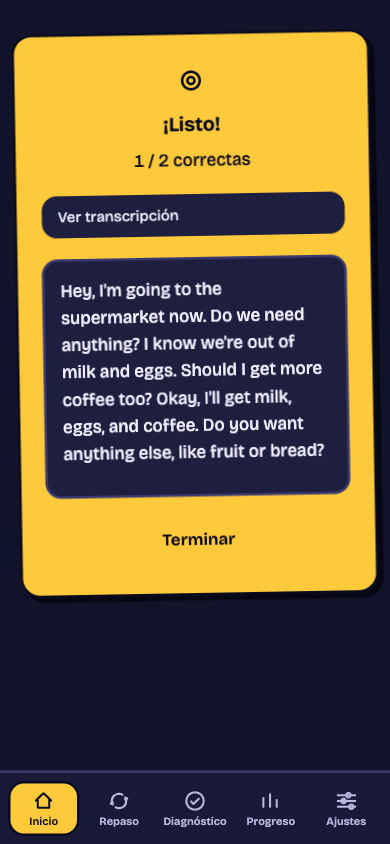 ¡Listo!
1 / 2 correctas
Ver transcripción
Hey, I'm going to the
supermarket now. Do we need
anything? I know we're out of
milk and eggs. Should I get more
coffee too? Okay, I'll get milk,
eggs, and coffee. Do you want
anything else, like fruit or bread?
Terminar
Inicio
Repaso
Diagnóstico
Progreso
Ajustes